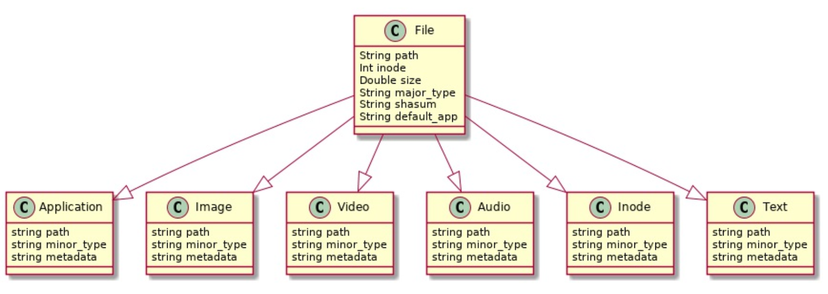 C File
String path
Int inode
Double size
String major_type
String shasum
String default_app
C Application
string path
string minor_type
string metadata
C Image
string path
string minor_type
string metadata
C Video
string path
string minor_type
string metadata
C Audio
string path
string minor_type
string metadata
C Inode
string path
string minor_type
string metadata
C Text
string path
string minor_type
string metadata